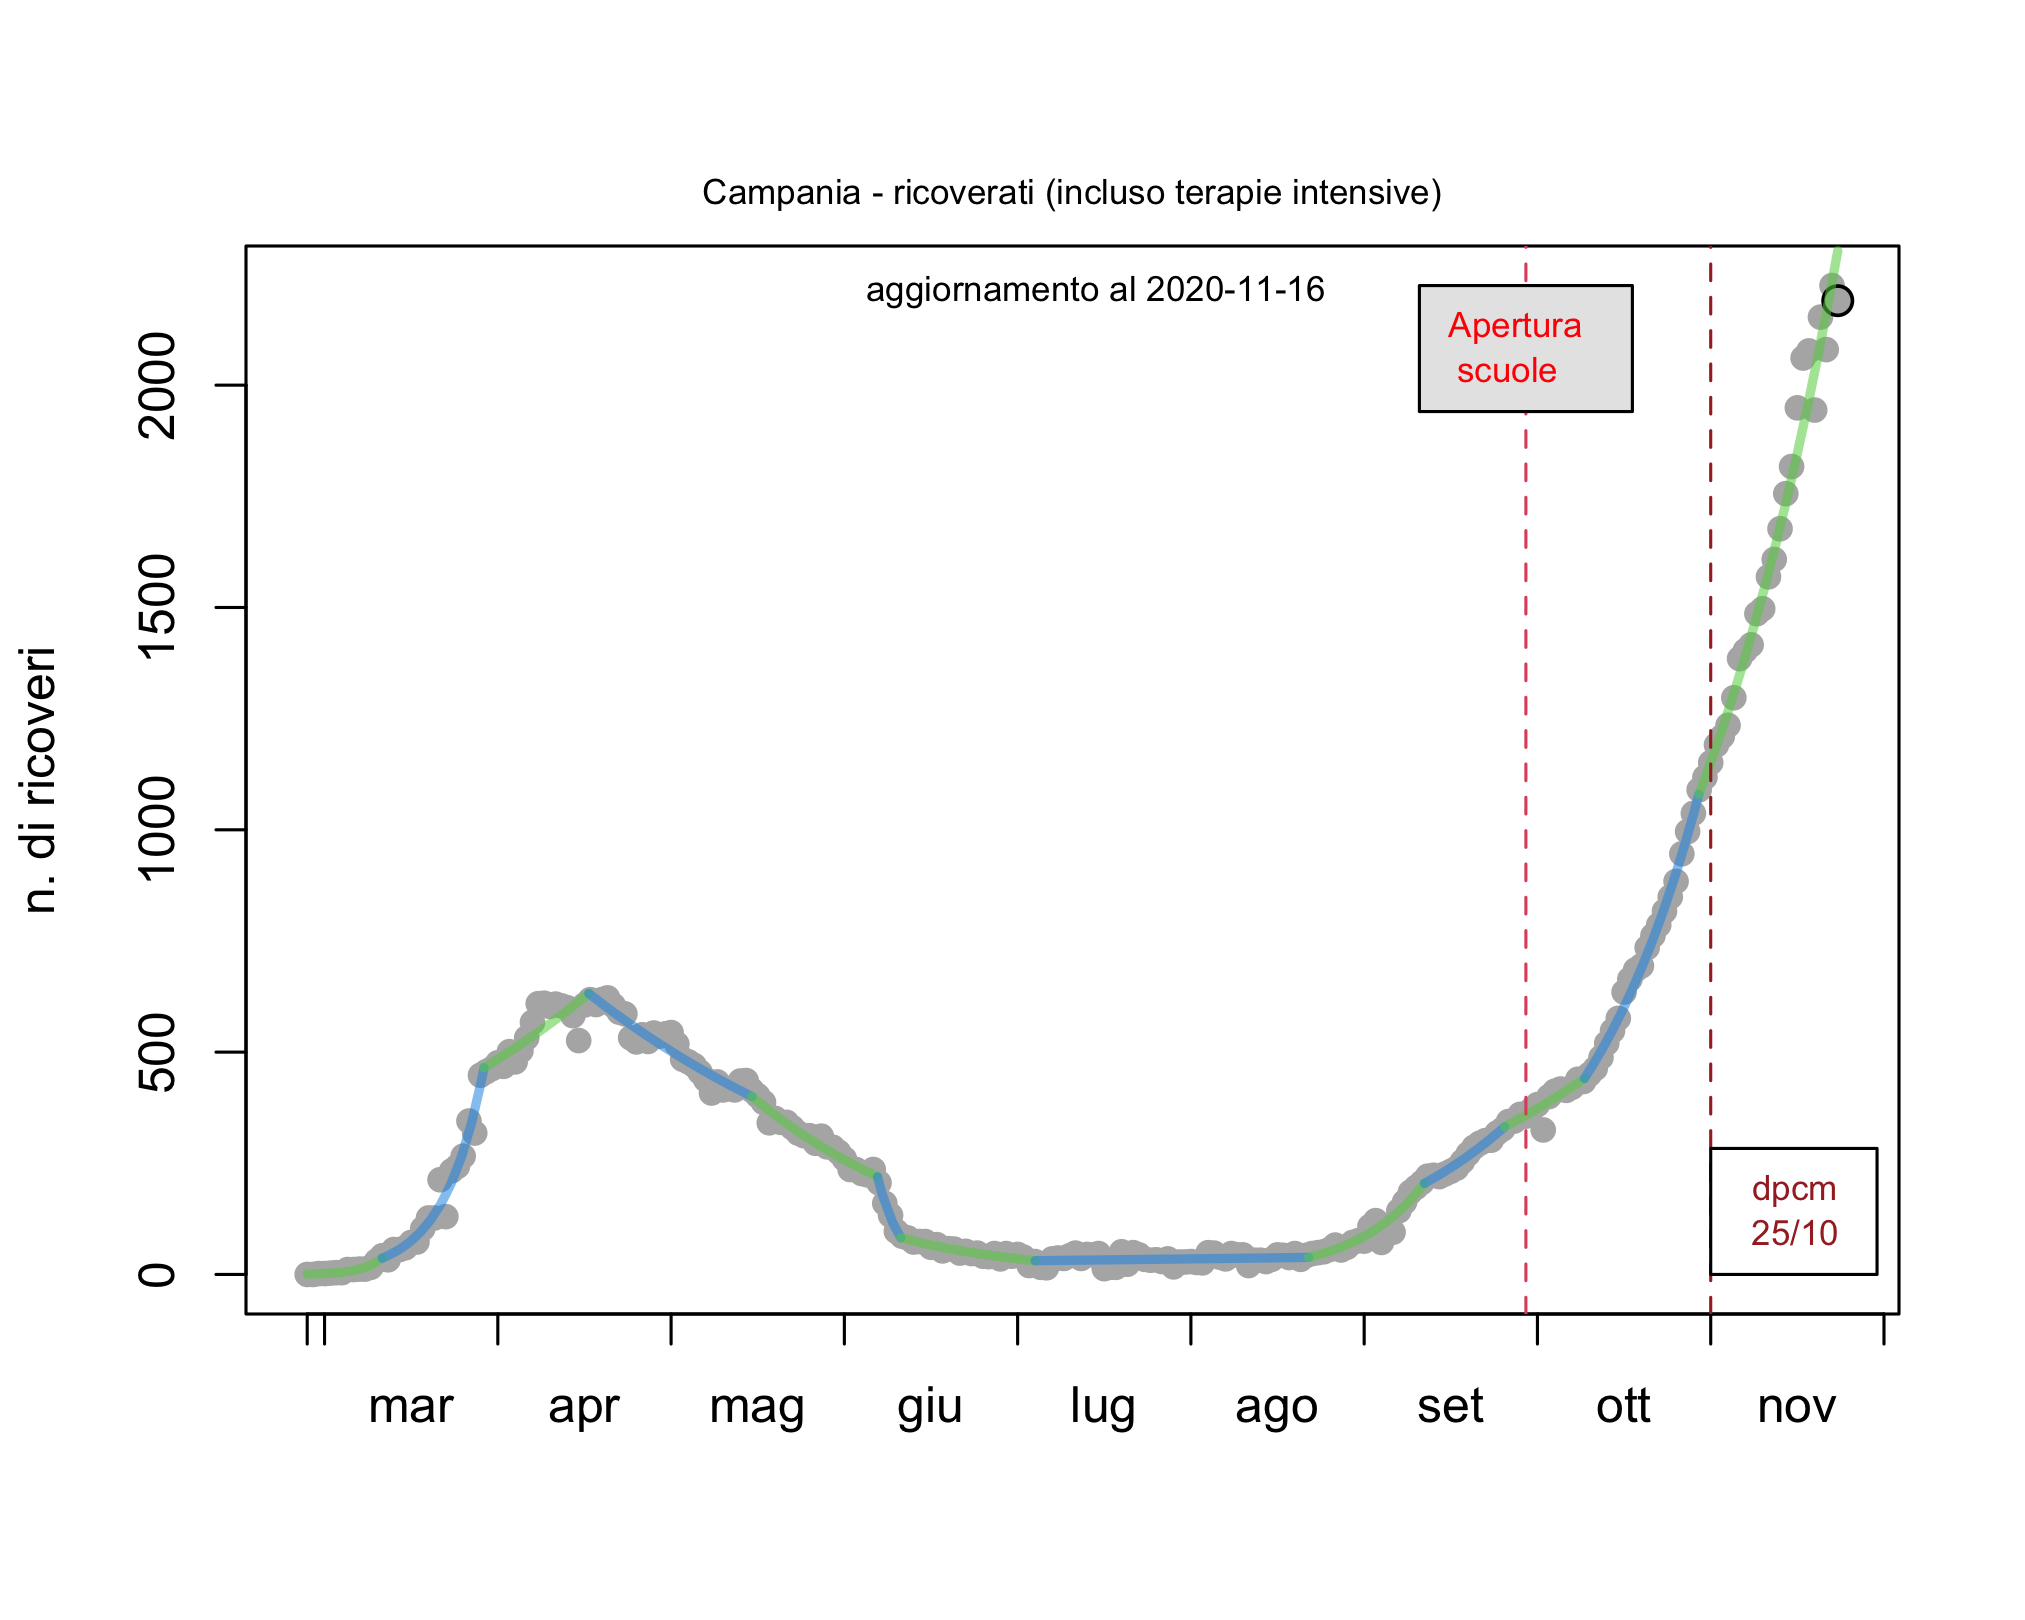 Campania - ricoverati (incluso terapie intensive)
aggiornamento al 2020-11-16
Apertura
scuole
n. di ricoveri
2000
1500
1000
500
0
dpcm
25/10
mar apr mag giu lug ago set ott nov